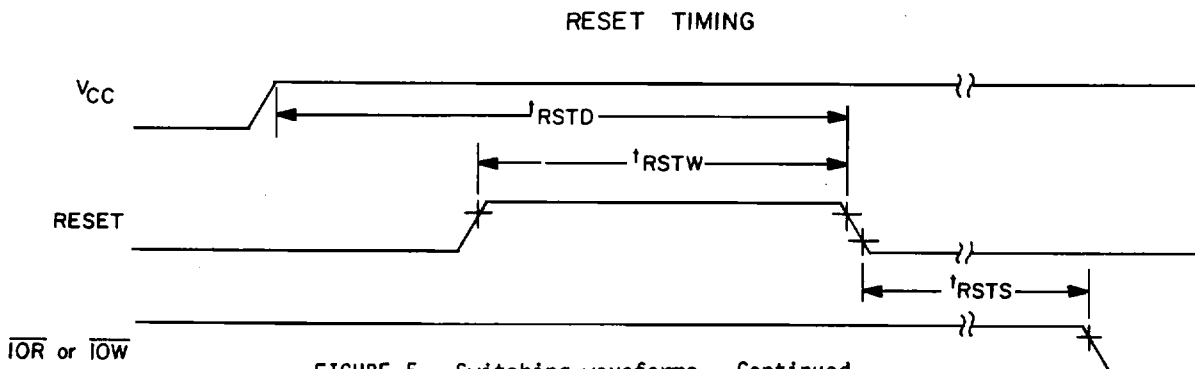 RESET TIMING
VCC
tRSTD
tRSTW
RESET
tRSTS
IOR or IOW
FIGURE 5. Switching waveforms - Continued.